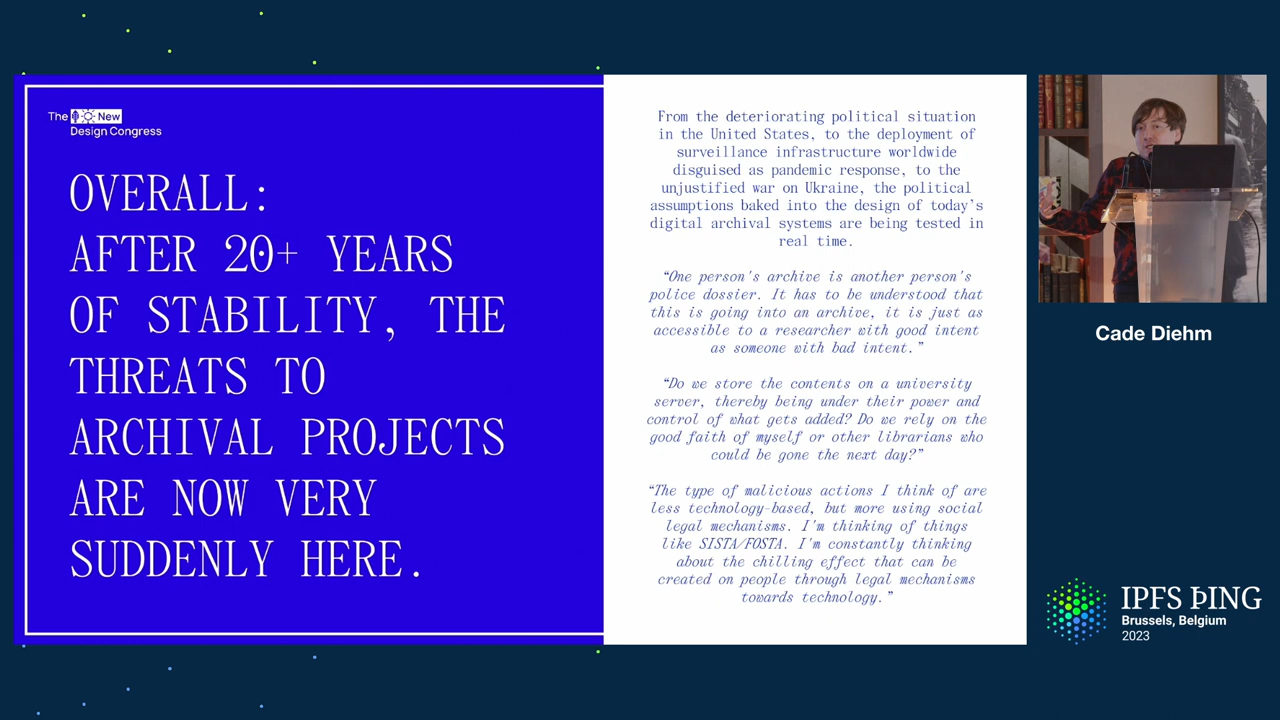 The New
Design Congress
OVERALL:
AFTER 20+ YEARS
OF STABILITY, THE
THREATS TO
ARCHIVAL PROJECTS
ARE NOW VERY
SUDDENLY HERE.
From the deteriorating political situation
in the United States, to the deployment of
surveillance infrastructure worldwide
disguised as pandemic response, to the
unjustified war on Ukraine, the political
assumptions baked into the design of today's
digital archival systems are being tested in
real time.
“One person's archive is another person's
police dossier. It has to be understood that
this is going into an archive, it is just as
accessible to a researcher with good intent
as someone with bad intent.”
“Do we store the contents on a university
server, thereby being under their power and
control of what gets added? Do we rely on the
good faith of myself or other librarians who
could be gone the next day?”
“The type of malicious actions I think of are
less technology-based, but more using social
legal mechanisms. I'm thinking of things
like SISTA/FOSTA. I'm constantly thinking
about the chilling effect that can be
created on people through legal mechanisms
towards technology.”
Cade Diehm
IPFS ÞING
Brussels, Belgium
2023